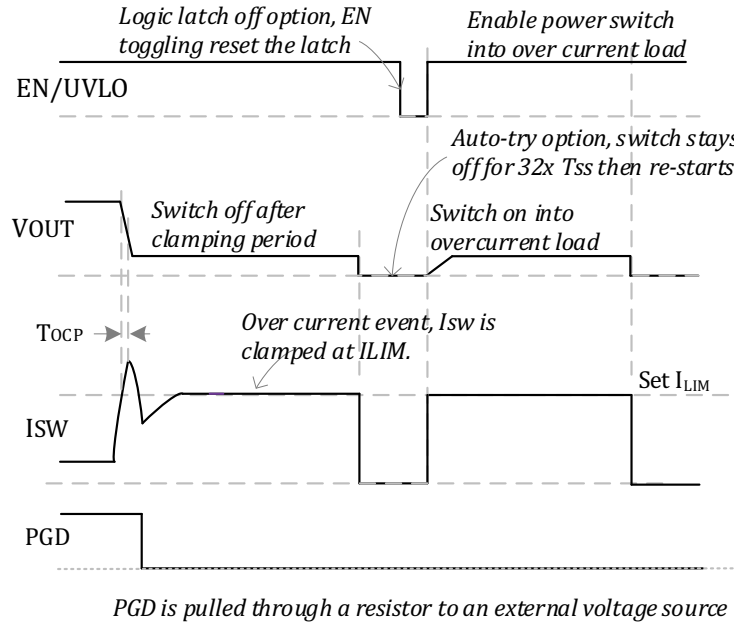 Logic latch off option, EN
toggling reset the latch
Enable power switch
into over current load
EN/UVLO
Auto-try option, switch stays
off for 32x Tss then re-starts
VOUT
Switch off after
clamping period
Switch on into
overcurrent load
TOCP
Over current event, Isw is
clamped at ILIM.
Set ILIM
ISW
PGD
PGD is pulled through a resistor to an external voltage source